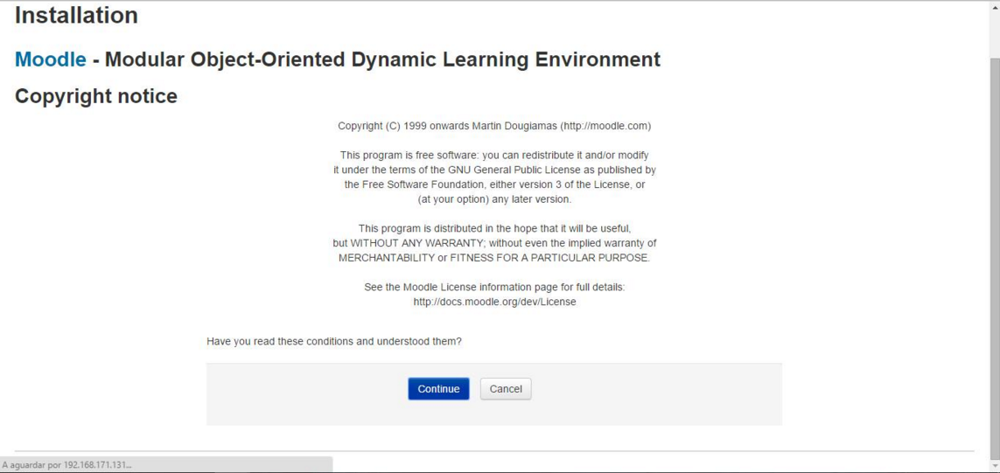 Installation
Moodle - Modular Object-Oriented Dynamic Learning Environment
Copyright notice
Copyright (C) 1999 onwards Martin Dougiamas (http://moodle.com)
This program is free software: you can redistribute it and/or modify
it under the terms of the GNU General Public License as published by
the Free Software Foundation, either version 3 of the License, or
(at your option) any later version.
This program is distributed in the hope that it will be useful,
but WITHOUT ANY WARRANTY; without even the implied warranty of
MERCHANTABILITY or FITNESS FOR A PARTICULAR PURPOSE.
See the Moodle License information page for full details:
http://docs.moodle.org/dev/License
Have you read these conditions and understood them?
Continue Cancel
A aguardar por 192.168.171.131...